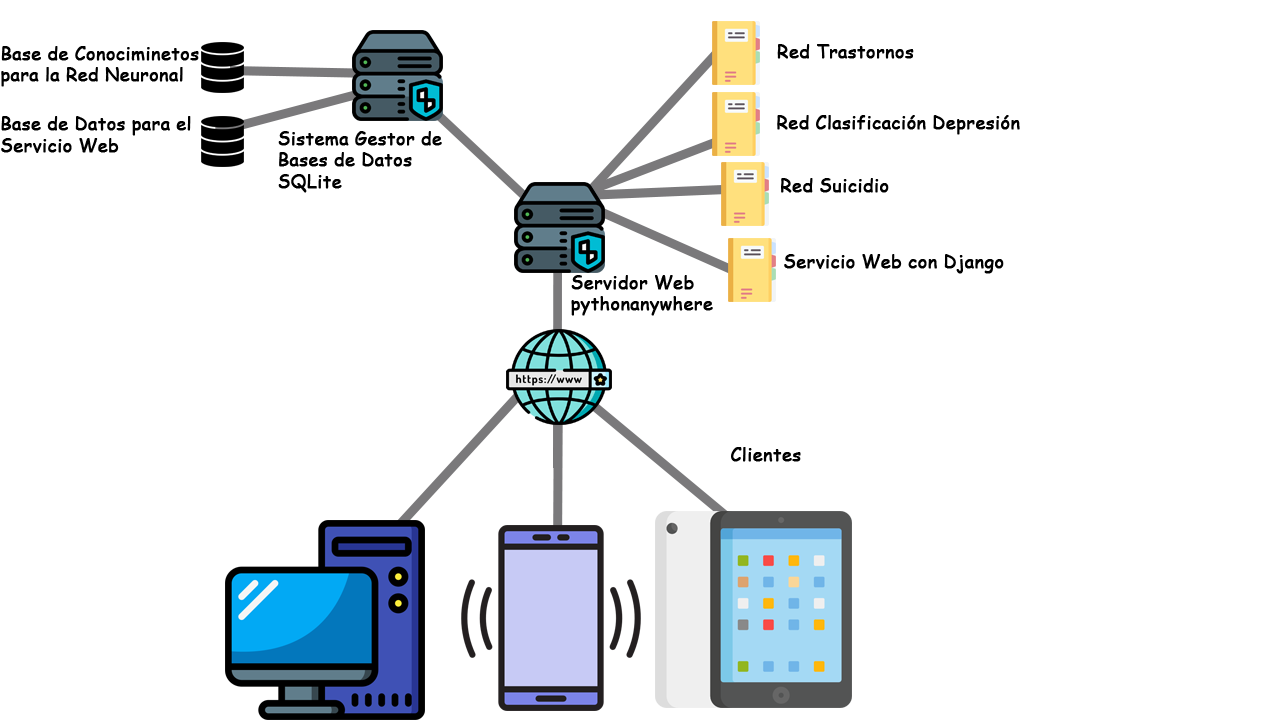 Base de Conociminetos
para la Red Neuronal
Base de Datos para el
Servicio Web
Sistema Gestor de
Bases de Datos
SQLite
Red Trastornos
Red Clasificación Depresión
Red Suicidio
Servicio Web con Django
Servidor Web
pythonanywhere
https://www
Clientes